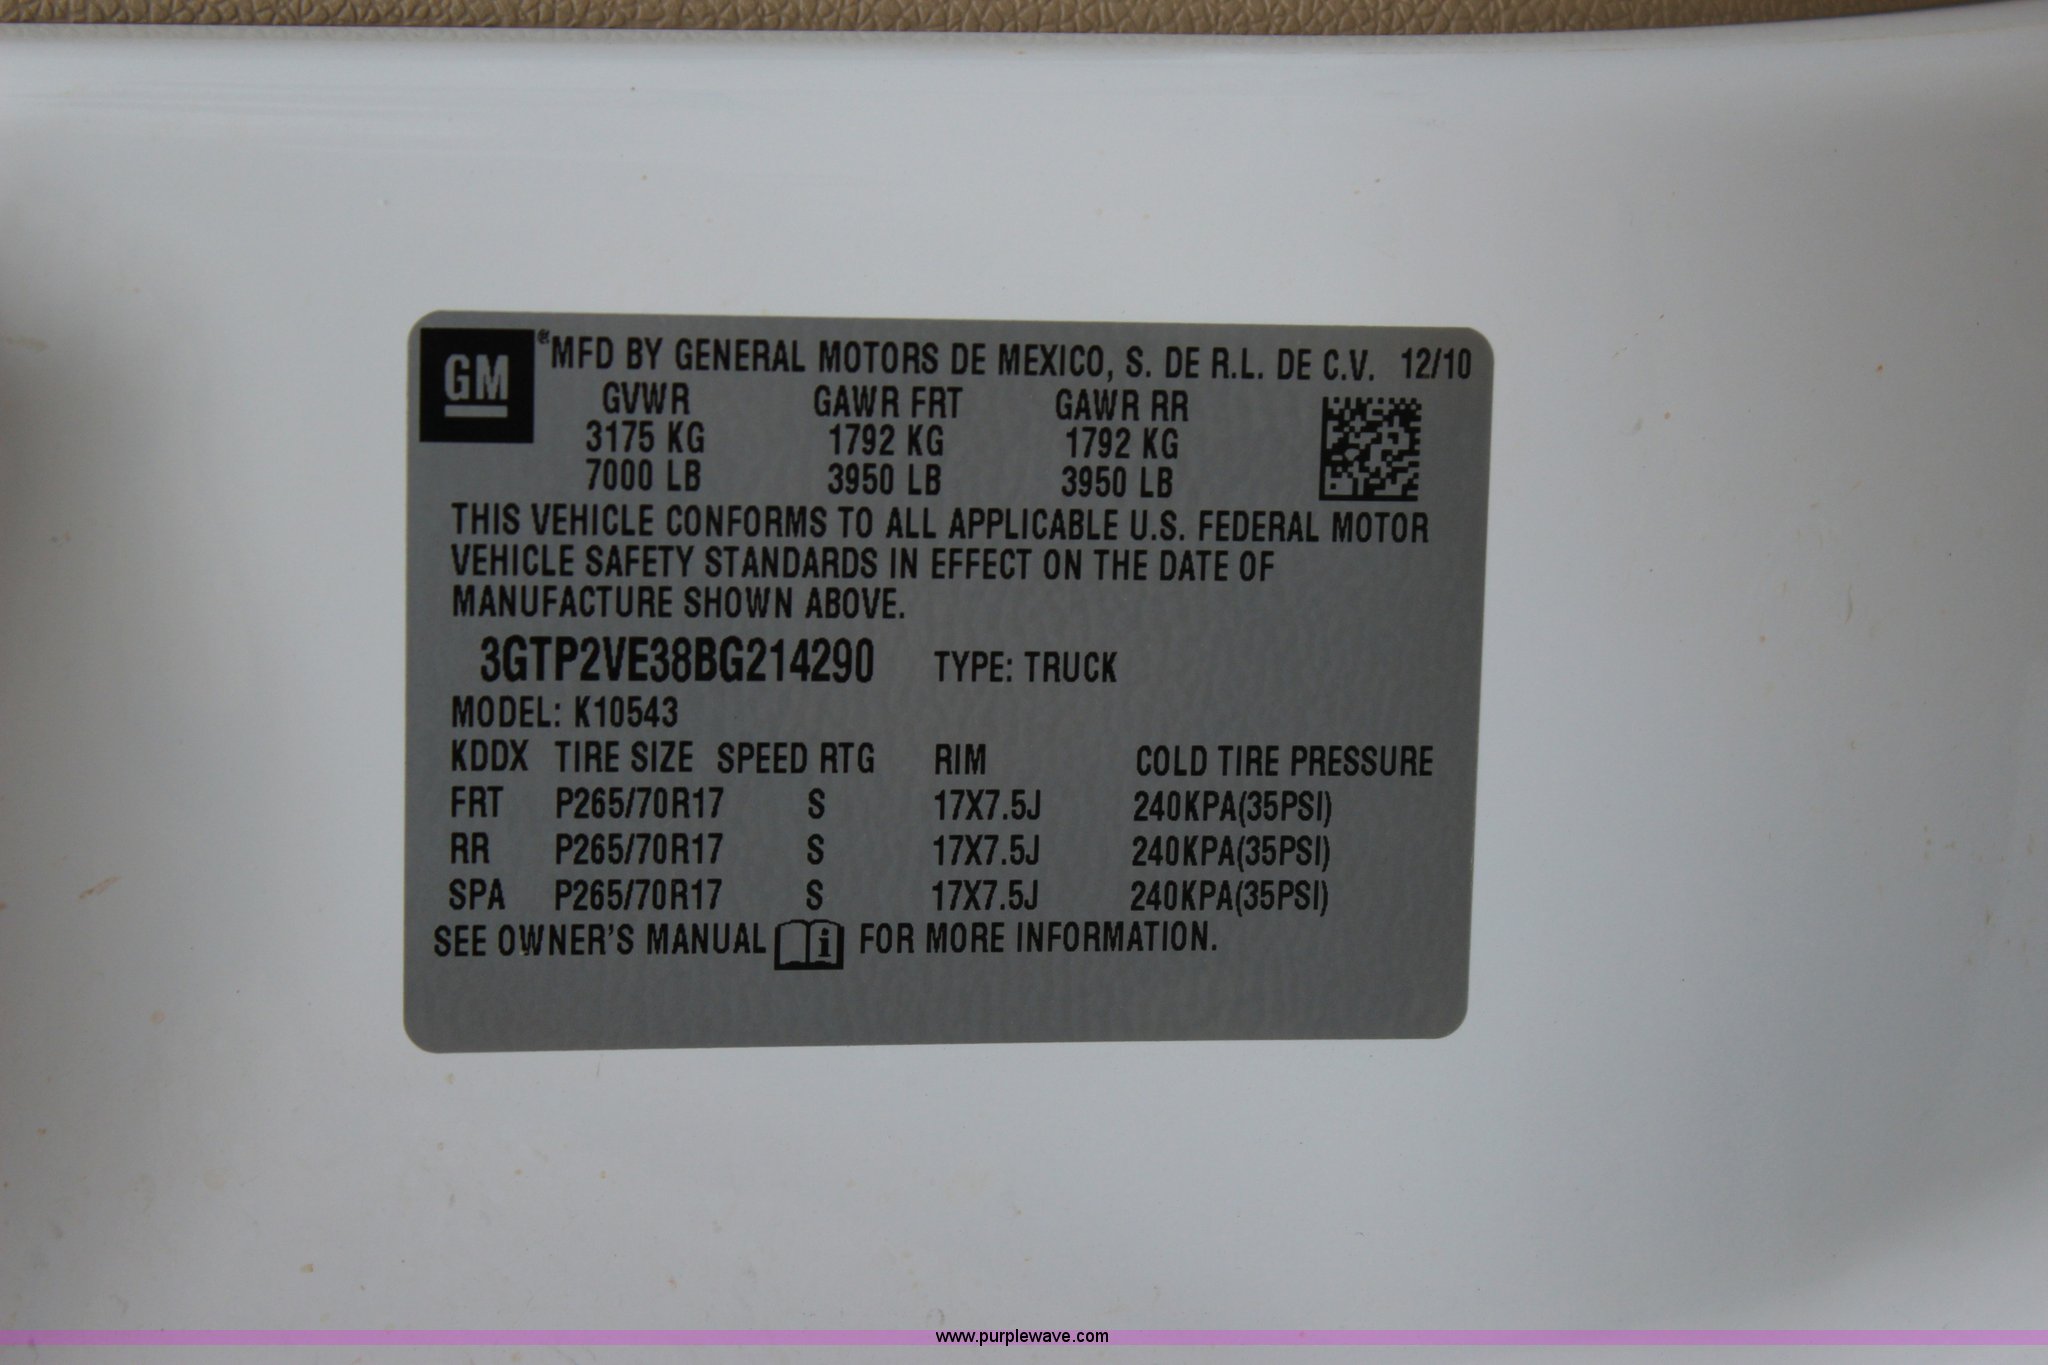 GM
MFD BY GENERAL MOTORS DE MEXICO, S. DE R.L. DE C.V. 12/10
GVWR GAWR FRT GAWR RR
3175 KG 1792 KG 1792 KG
7000 LB 3950 LB 3950 LB
THIS VEHICLE CONFORMS TO ALL APPLICABLE U.S. FEDERAL MOTOR
VEHICLE SAFETY STANDARDS IN EFFECT ON THE DATE OF
MANUFACTURE SHOWN ABOVE.
3GTP2VE38BG214290 TYPE: TRUCK
MODEL: K10543
KDDX TIRE SIZE SPEED RTG RIM COLD TIRE PRESSURE
FRT P265/70R17 S 17X7.5J 240KPA(35PSI)
RR P265/70R17 S 17X7.5J 240KPA(35PSI)
SPA P265/70R17 S 17X7.5J 240KPA(35PSI)
SEE OWNER'S MANUAL i FOR MORE INFORMATION.
www.purplewave.com